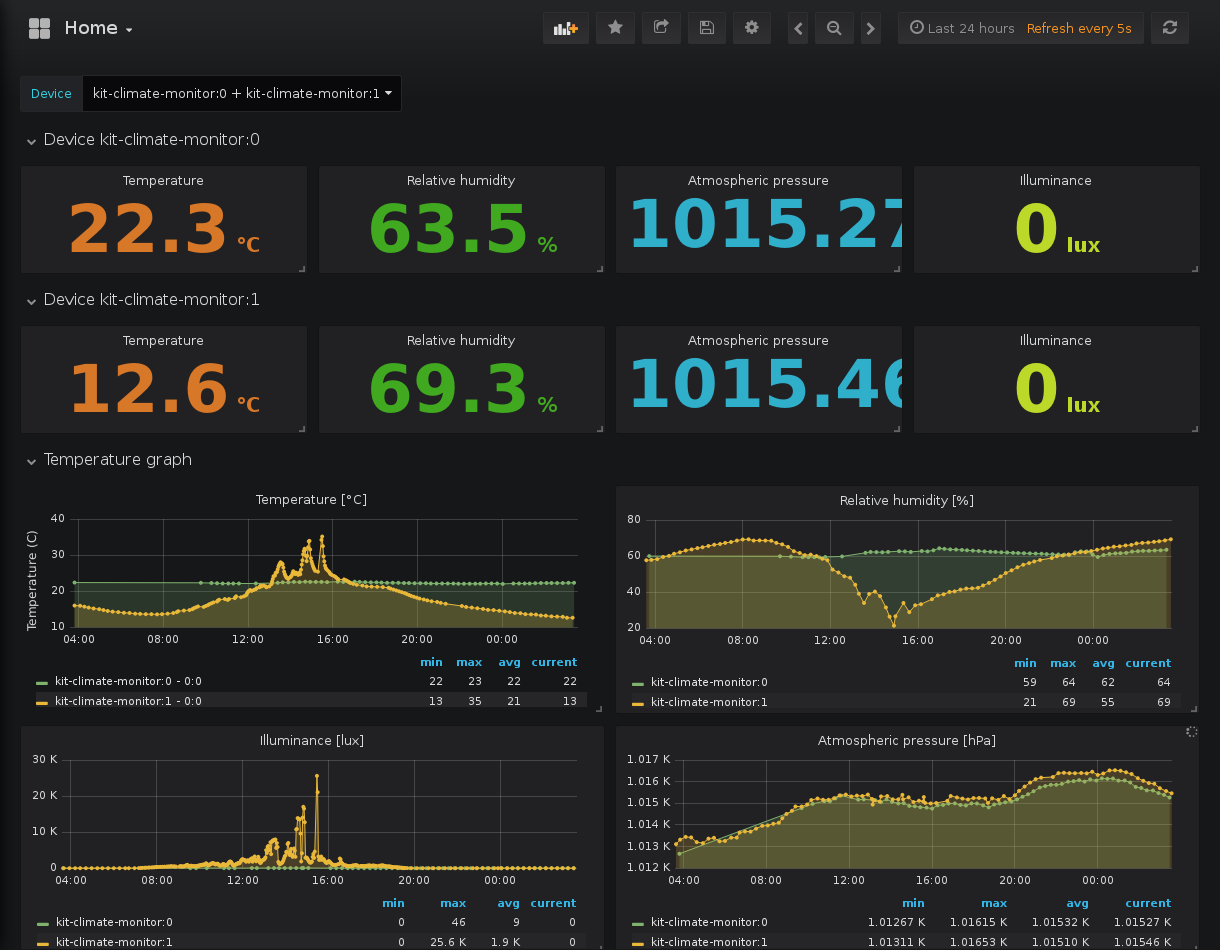 Home
Last 24 hours Refresh every 5s
Device kit-climate-monitor:0 + kit-climate-monitor:1
Device kit-climate-monitor:0
Temperature Relative humidity Atmospheric pressure Illuminance
22.3 °C 63.5 % 1015.27 0 lux
Device kit-climate-monitor:1
Temperature Relative humidity Atmospheric pressure Illuminance
12.6 °C 69.3 % 1015.46 0 lux
Temperature graph
Temperature [°C]
Temperature (C)
40
30
20
10
04:00 08:00 12:00 16:00 20:00 00:00
min max avg current
kit-climate-monitor:0 - 0:0 22 23 22 22
kit-climate-monitor:1 - 0:0 13 35 21 13
Relative humidity [%]
80
60
40
20
04:00 08:00 12:00 16:00 20:00 00:00
min max avg current
kit-climate-monitor:0 59 64 62 64
kit-climate-monitor:1 21 69 55 69
Illuminance [lux]
30 K
20 K
10 K
0
04:00 08:00 12:00 16:00 20:00 00:00
min max avg current
kit-climate-monitor:0 0 46 9 0
kit-climate-monitor:1 0 25.6 K 1.9 K 0
Atmospheric pressure [hPa]
1.017 K
1.016 K
1.015 K
1.014 K
1.013 K
1.012 K
04:00 08:00 12:00 16:00 20:00 00:00
min max avg current
kit-climate-monitor:0 1.01267 K 1.01615 K 1.01532 K 1.01527 K
kit-climate-monitor:1 1.01311 K 1.01653 K 1.01510 K 1.01546 K